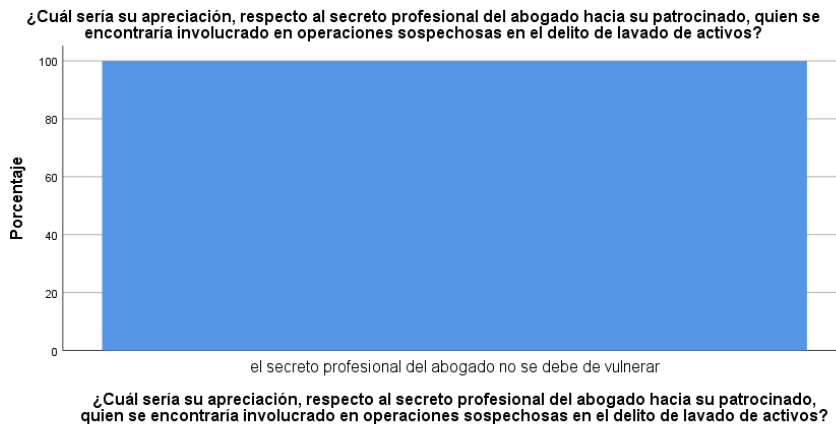 ¿Cuál sería su apreciación, respecto al secreto profesional del abogado hacia su patrocinado, quien se
encontraría involucrado en operaciones sospechosas en el delito de lavado de activos?
100
80
60
40
20
0
Porcentaje
el secreto profesional del abogado no se debe de vulnerar
¿Cuál sería su apreciación, respecto al secreto profesional del abogado hacia su patrocinado,
quien se encontraría involucrado en operaciones sospechosas en el delito de lavado de activos?